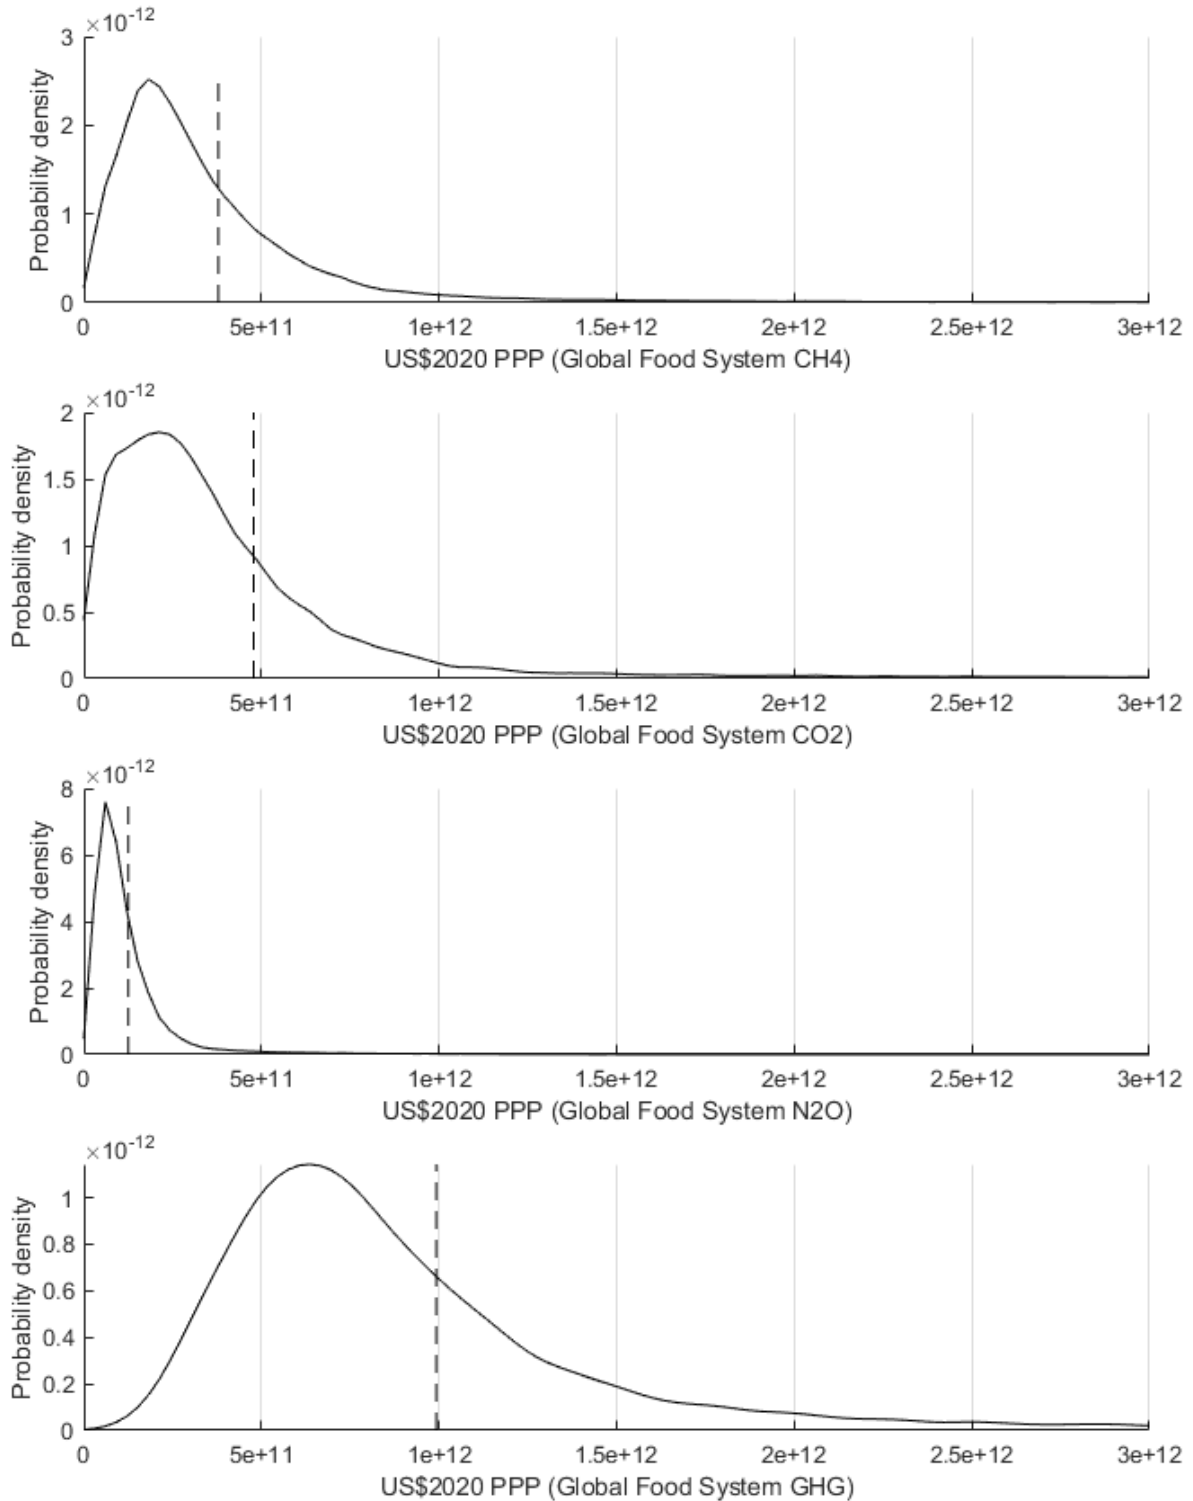 ×10-12
3
2
1
0
Probability density
0 5e+11 1e+12 1.5e+12 2e+12 2.5e+12 3e+12
US$2020 PPP (Global Food System CH4)
×10-12
2
1.5
1
0.5
0
Probability density
0 5e+11 1e+12 1.5e+12 2e+12 2.5e+12 3e+12
US$2020 PPP (Global Food System CO2)
×10-12
8
6
4
2
0
Probability density
0 5e+11 1e+12 1.5e+12 2e+12 2.5e+12 3e+12
US$2020 PPP (Global Food System N2O)
×10-12
1
0.8
0.6
0.4
0.2
0
Probability density
0 5e+11 1e+12 1.5e+12 2e+12 2.5e+12 3e+12
US$2020 PPP (Global Food System GHG)